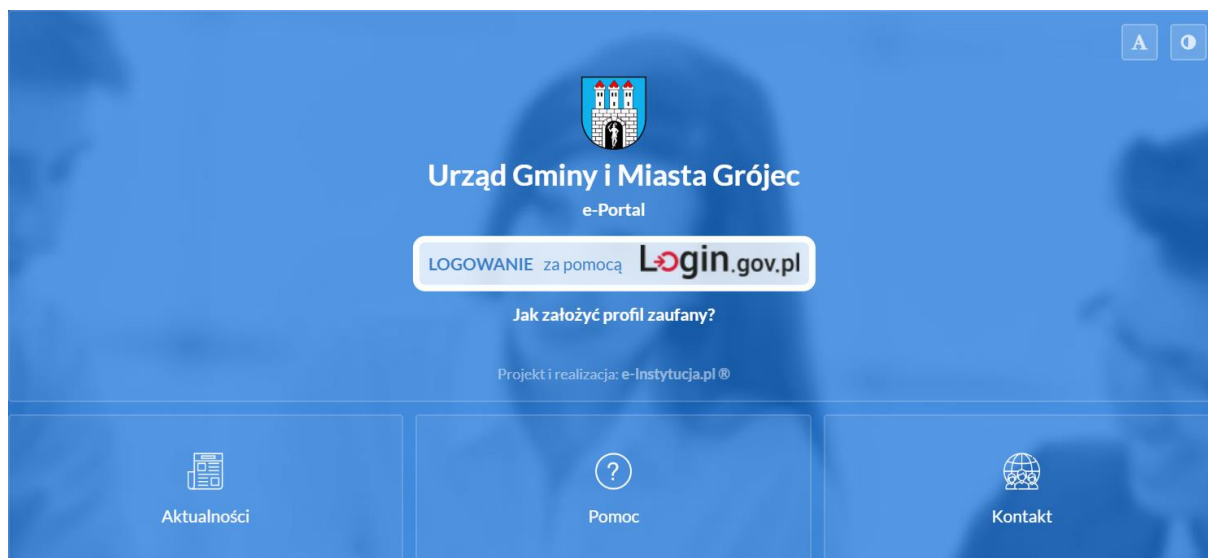 A
Urząd Gminy i Miasta Grójec
e-Portal
LOGOWANIE za pomocą Login.gov.pl
Jak założyć profil zaufany?
Projekt i realizacja: e-Instytucja.pl ®
Aktualności
Pomoc
Kontakt